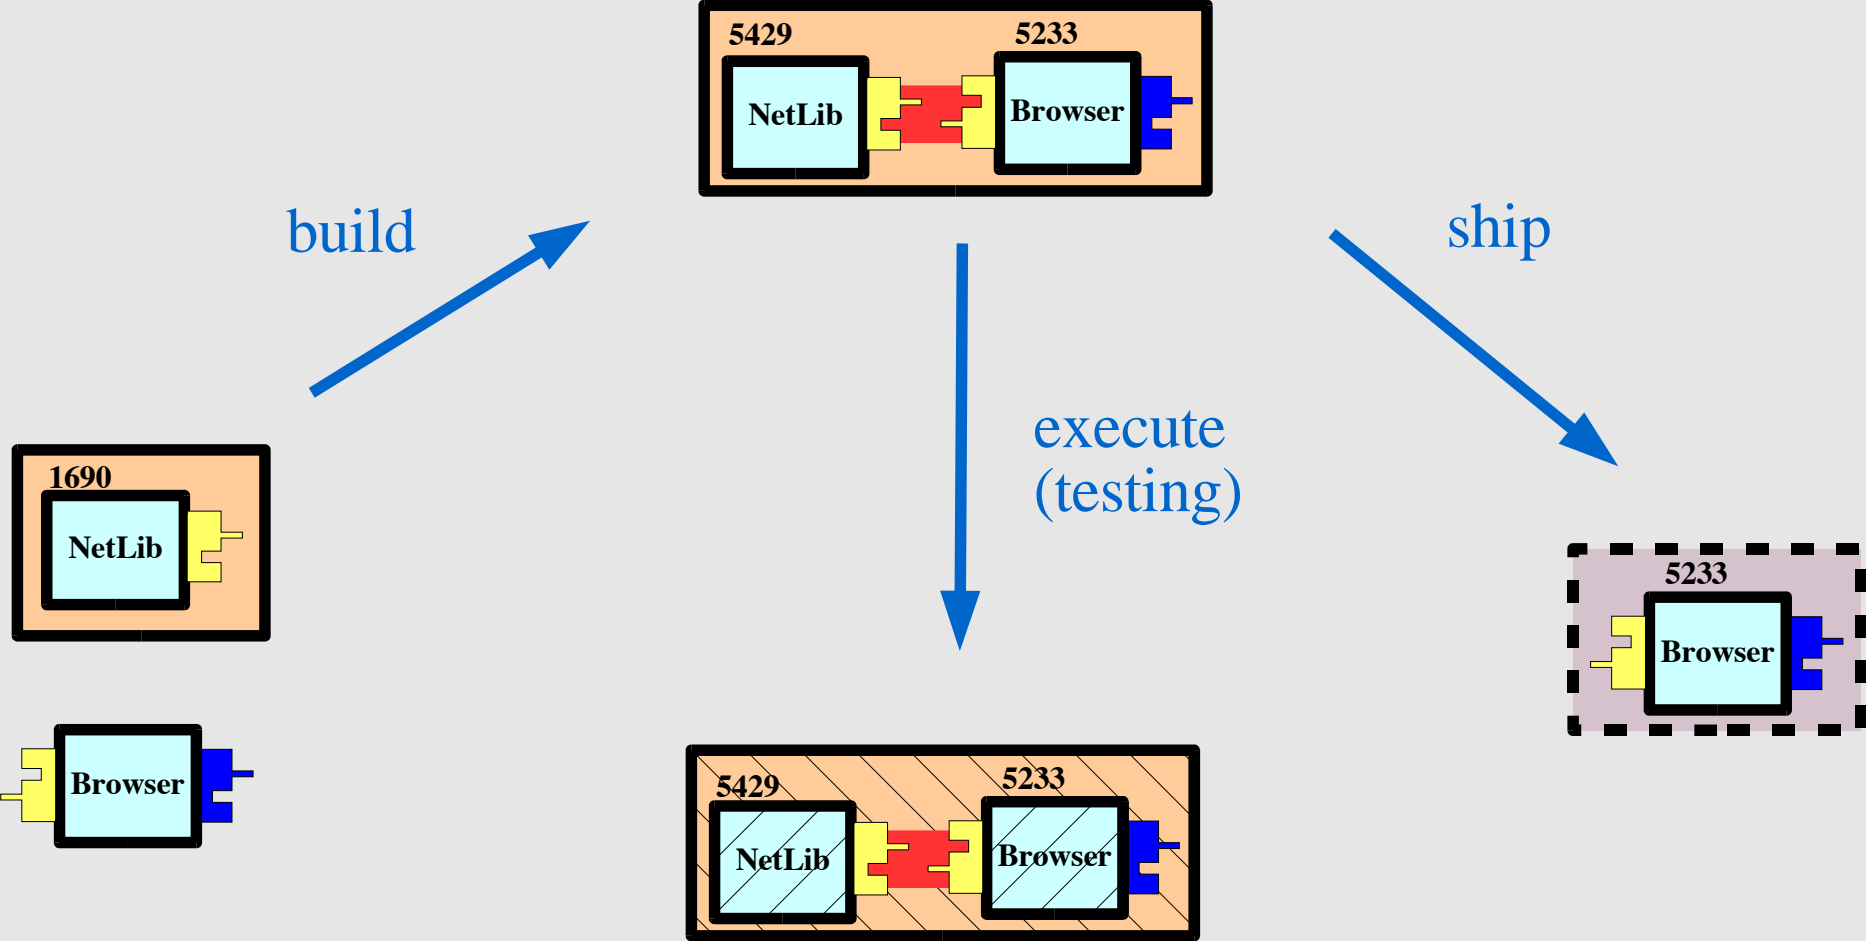 5429
5233
NetLib
Browser
build
ship
execute
(testing)
1690
NetLib
5233
Browser
Browser
5429
5233
NetLib
Browser